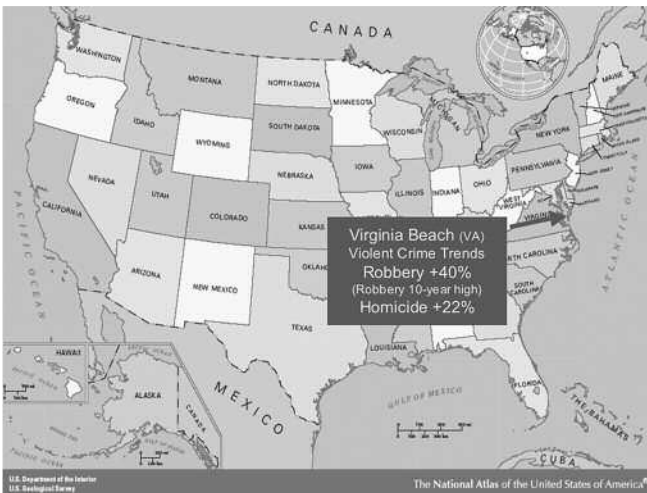 CANADA
WASHINGTON
MONTANA
NORTH DAKOTA
MINNESOTA
MAINE
OREGON
IDAHO
SOUTH DAKOTA
WISCONSIN
MICHIGAN
NEW YORK
WYOMING
IOWA
PENNSYLVANIA
NEBRASKA
NEVADA
UTAH
ILLINOIS
INDIANA
OHIO
WEST
VIRGINIA
VIRGINIA
CALIFORNIA
COLORADO
KANSAS
PACIFIC OCEAN
ATLANTIC OCEAN
Virginia Beach (VA)
Violent Crime Trends
Robbery +40%
(Robbery 10-year high)
Homicide +22%
ARIZONA
NEW MEXICO
SOUTH
CAROLINA
TEXAS
LOUISIANA
HAWAII
ALASKA
CANADA
MEXICO
GULF OF MEXICO
FLORIDA
THE BAHAMAS
CUBA
U.S. Department of the Interior
U.S. Geological Survey
The National Atlas of the United States of America®